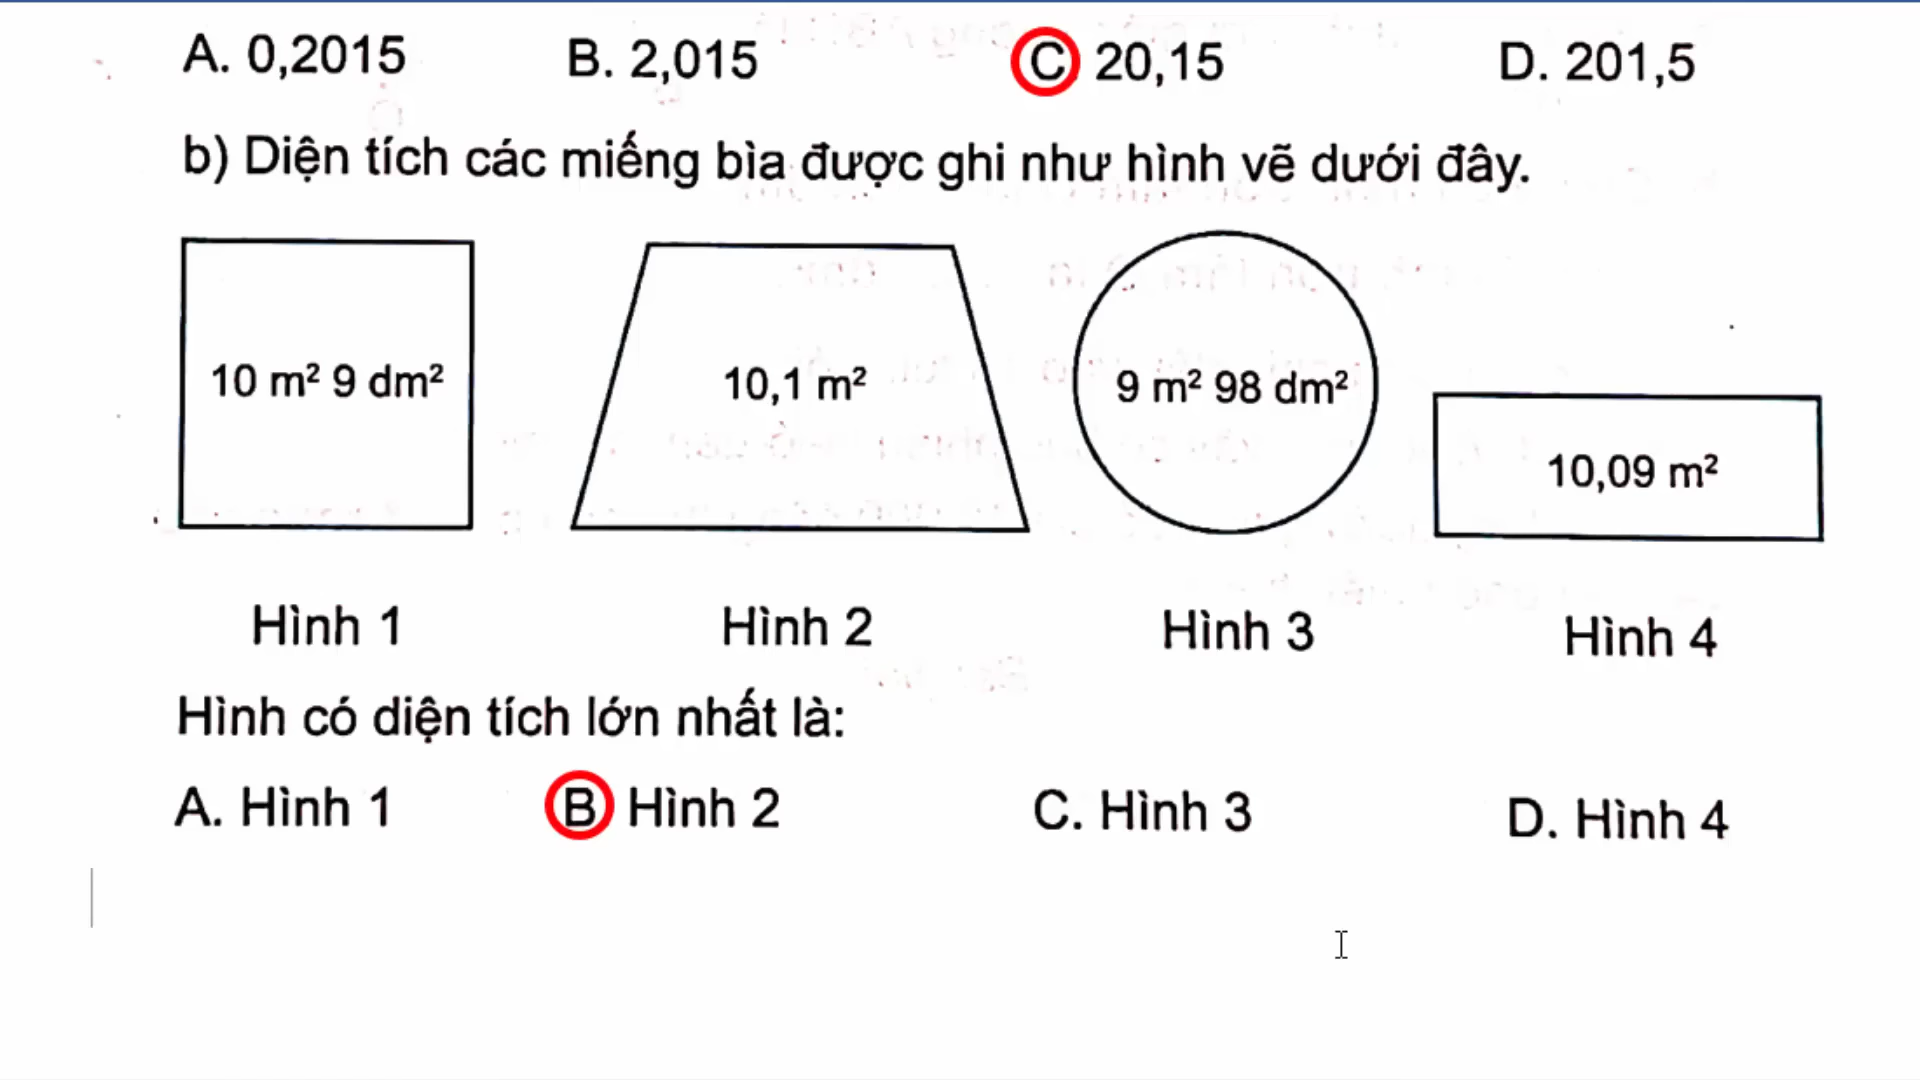 A. 0,2015 B. 2,015 C 20,15 D. 201,5
b) Diện tích các miếng bìa được ghi như hình vẽ dưới đây.
10 m² 9 dm² 10,1 m² 9 m² 98 dm² 10,09 m²
Hình 1 Hình 2 Hình 3 Hình 4
Hình có diện tích lớn nhất là:
A. Hình 1 B Hình 2 C. Hình 3 D. Hình 4